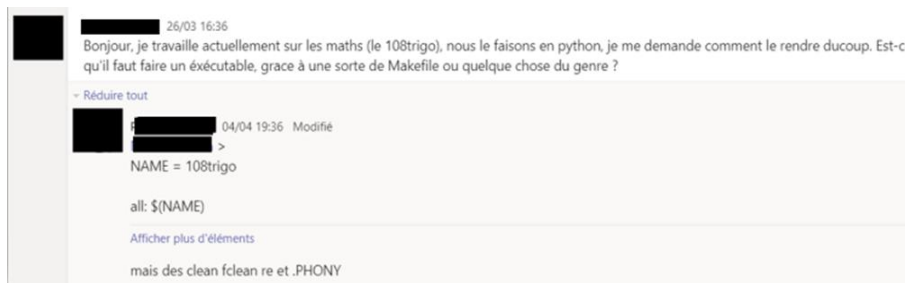 26/03 16:36
Bonjour, je travaille actuellement sur les maths (le 108trigo), nous le faisons en python, je me demande comment le rendre ducoup. Est-c
qu'il faut faire un éxécutable, grace à une sorte de Makefile ou quelque chose du genre ?
Réduire tout
04/04 19:36 Modifié
>
NAME = 108trigo
all: $(NAME)
Afficher plus d'éléments
mais des clean fclean re et .PHONY